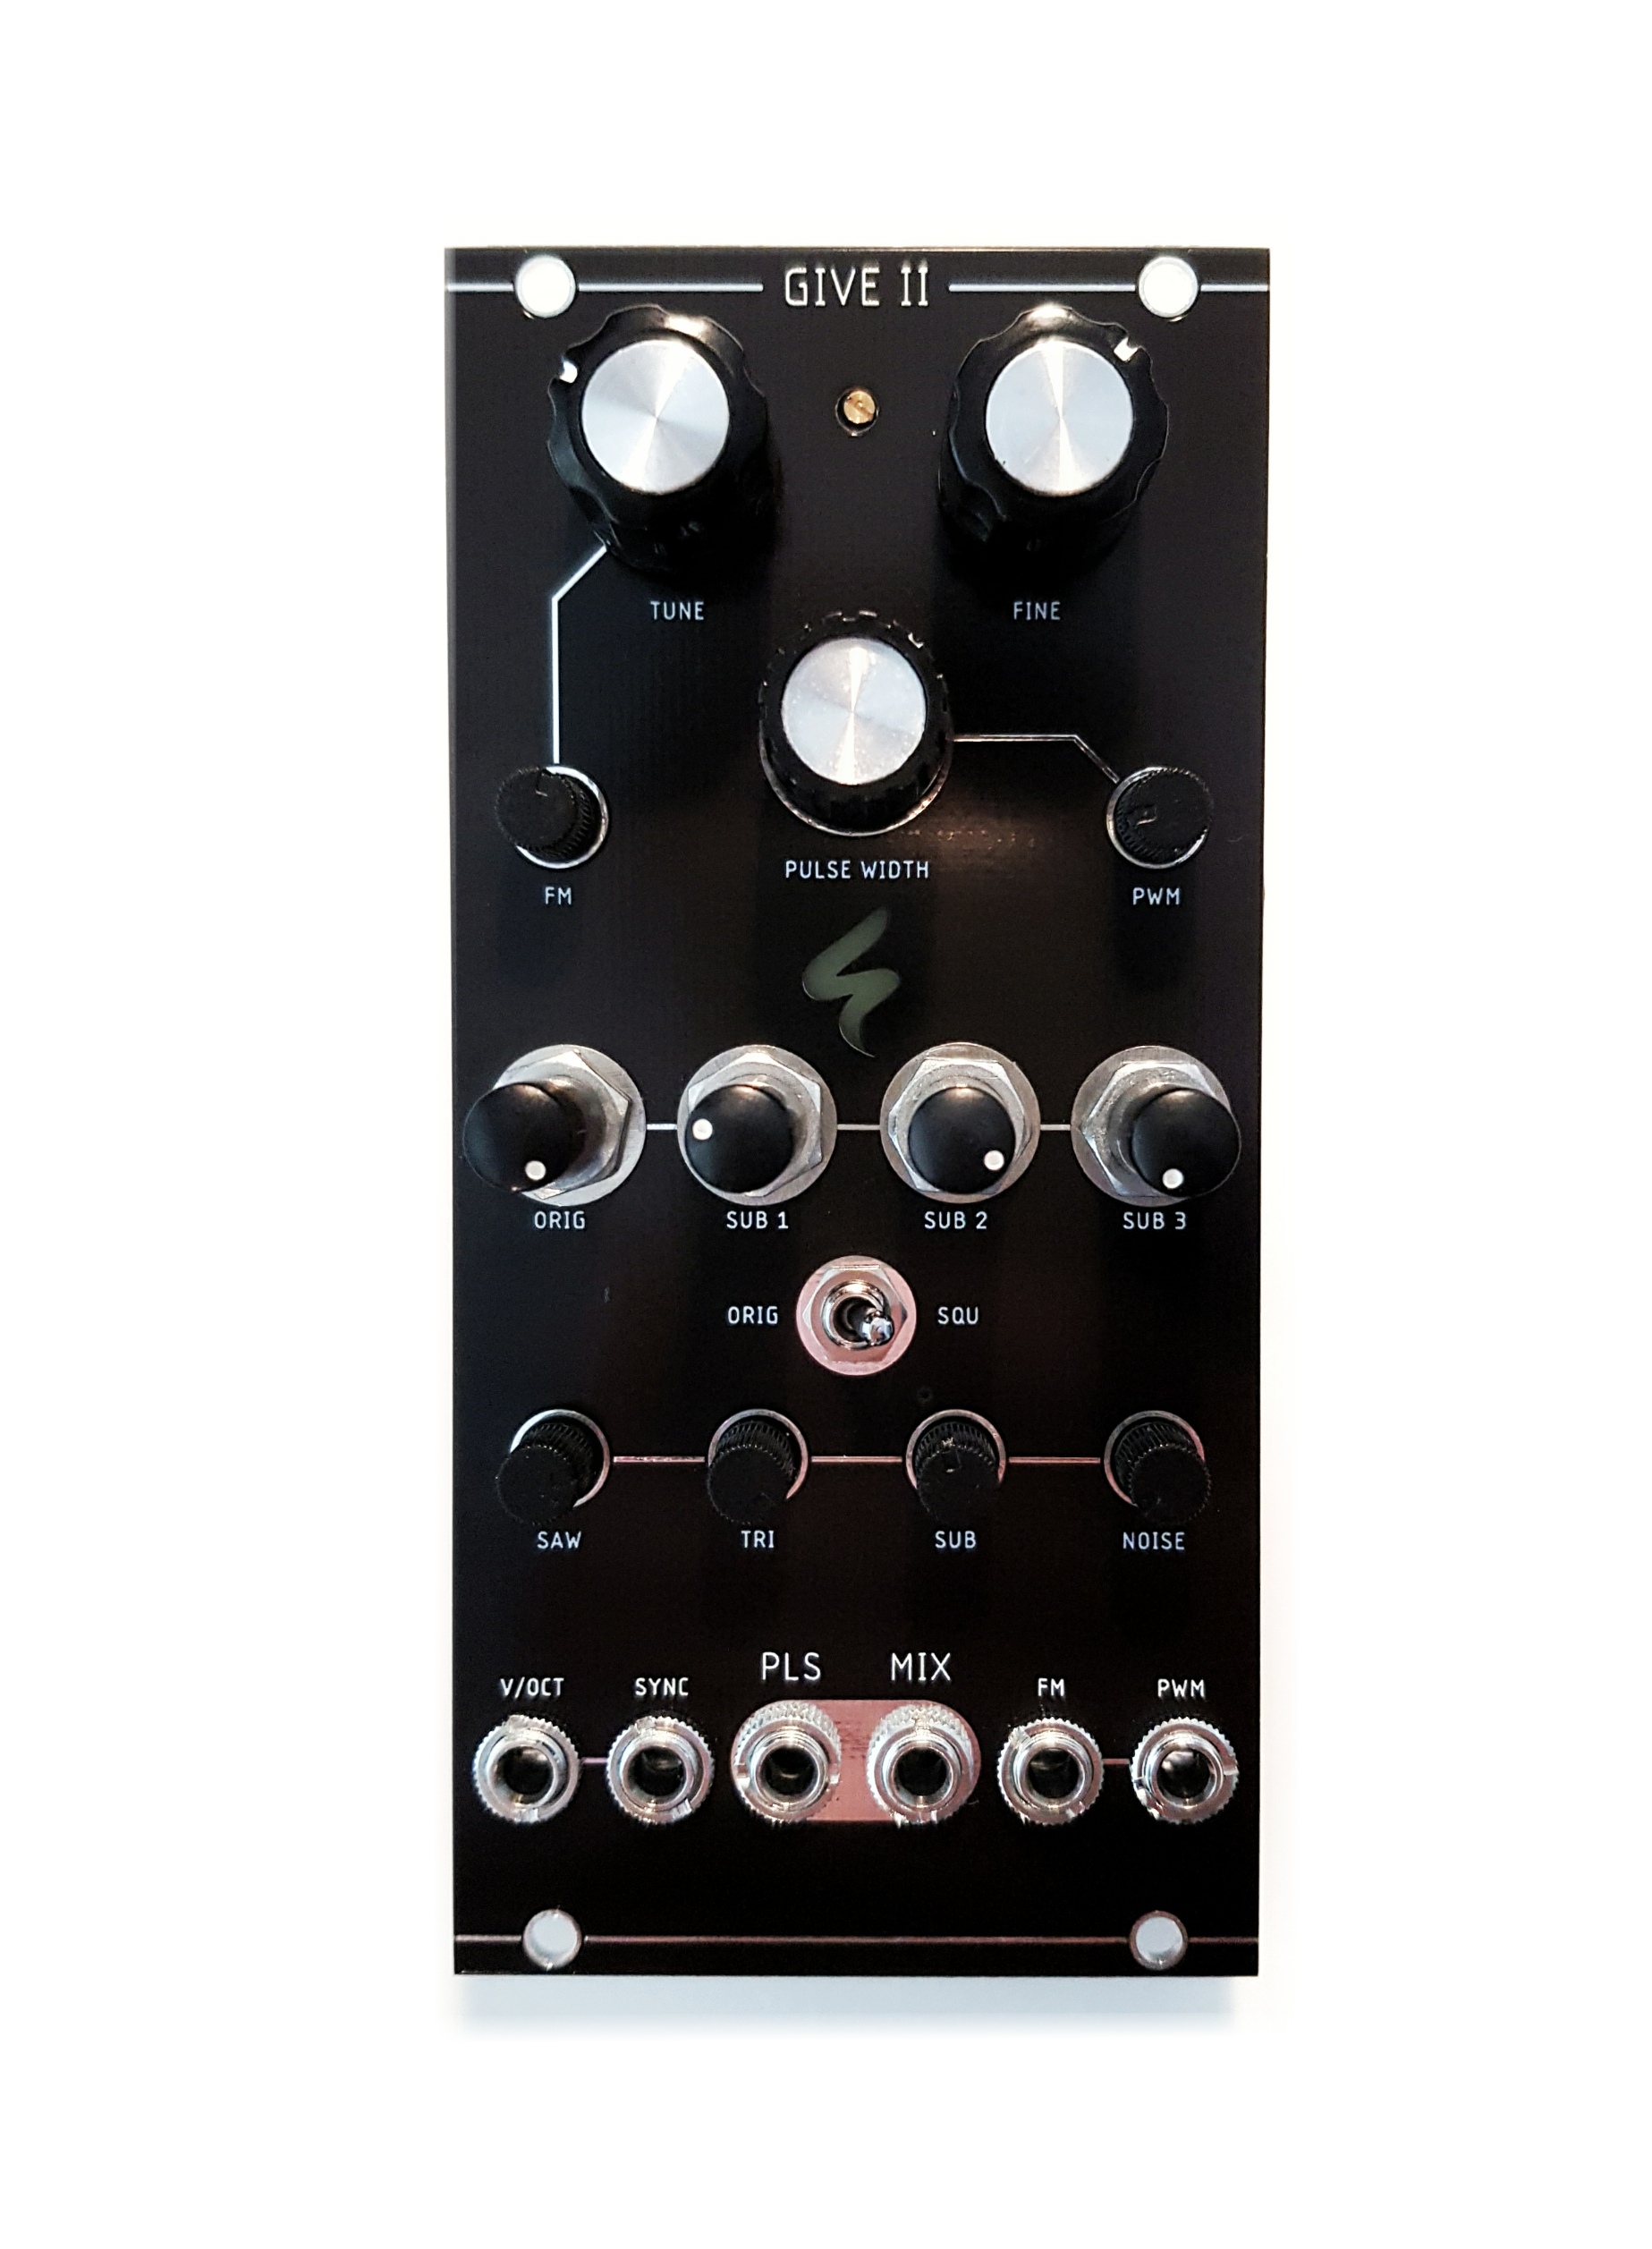 GIVE II
TUNE FINE
PULSE WIDTH
FM PWM
ORIG SUB 1 SUB 2 SUB 3
ORIG SQU
SAW TRI SUB NOISE
PLS MIX
V/OCT SYNC FM PWM